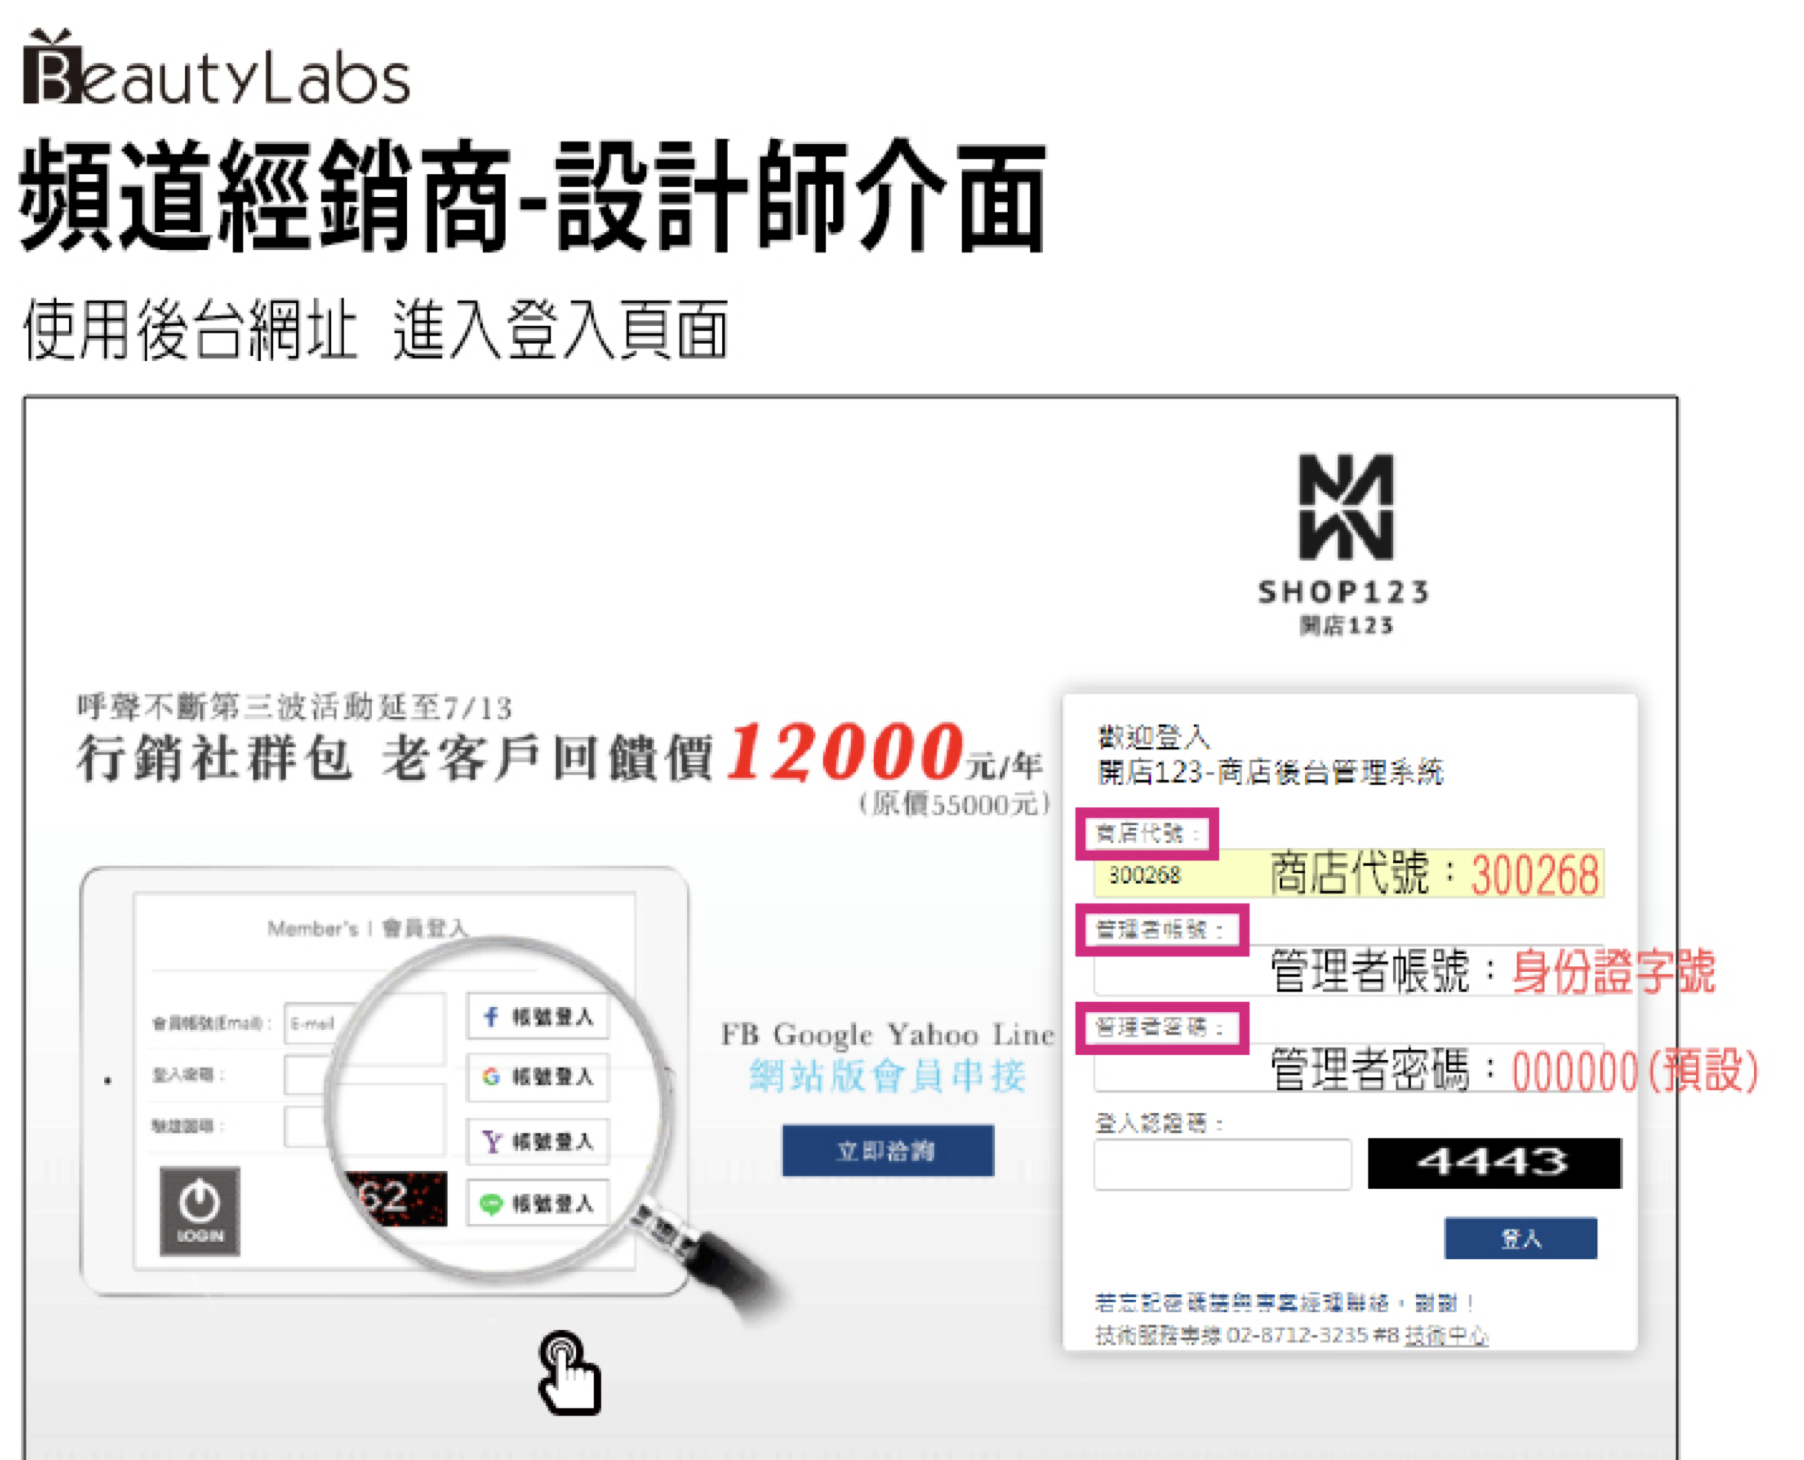 BeautyLabs
頻道經銷商-設計師介面
使用後台網址 進入登入頁面
SHOP123
開店123
呼聲不斷第三波活動延至7/13
行銷社群包 老客戶回饋價12000元/年
(原價55000元)
Member's | 會員登入
會員帳號(Email): E-mail
登入密碼:
驗證圖碼:
62
LOGIN
f 帳號登入
G 帳號登入
Y 帳號登入
帳號登入
FB Google Yahoo Line
網站版會員串接
立即洽詢
歡迎登入
開店123-商店後台管理系統
商店代號:
300268 商店代號:300268
管理者帳號:
管理者帳號:身份證字號
管理者密碼:
管理者密碼:000000(預設)
登入認證碼:
4443
登入
若忘記密碼請與專案經理聯絡,謝謝!
技術服務專線 02-8712-3235 #8 技術中心